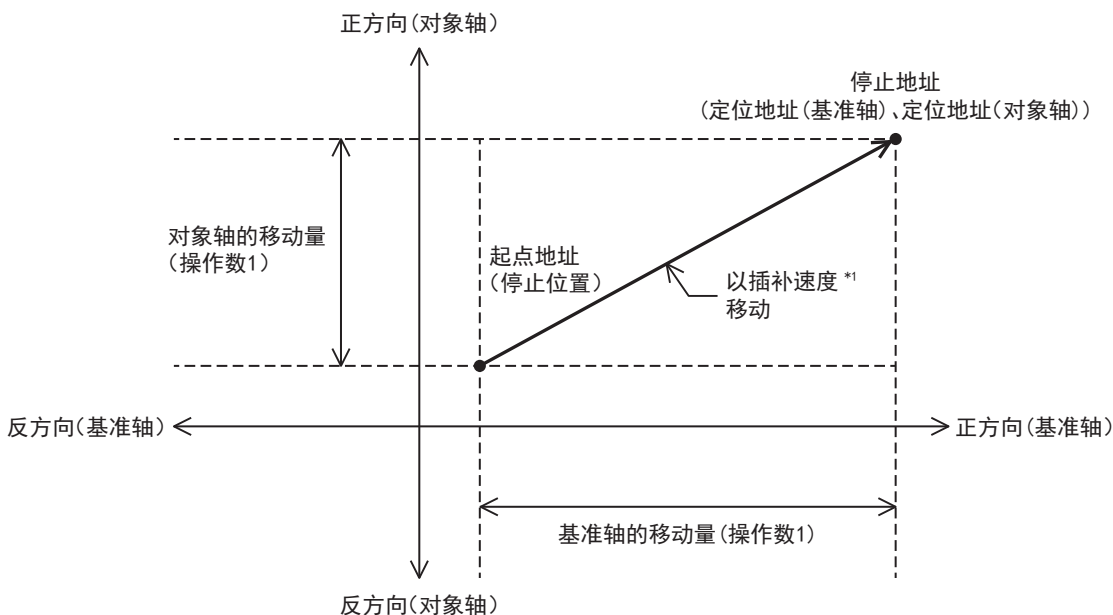 正方向(对象轴)
停止地址
(定位地址(基准轴)、定位地址(对象轴))
对象轴的移动量
(操作数1)
起点地址
(停止位置)
以插补速度 *1
移动
反方向(基准轴)
正方向(基准轴)
基准轴的移动量(操作数1)
反方向(对象轴)